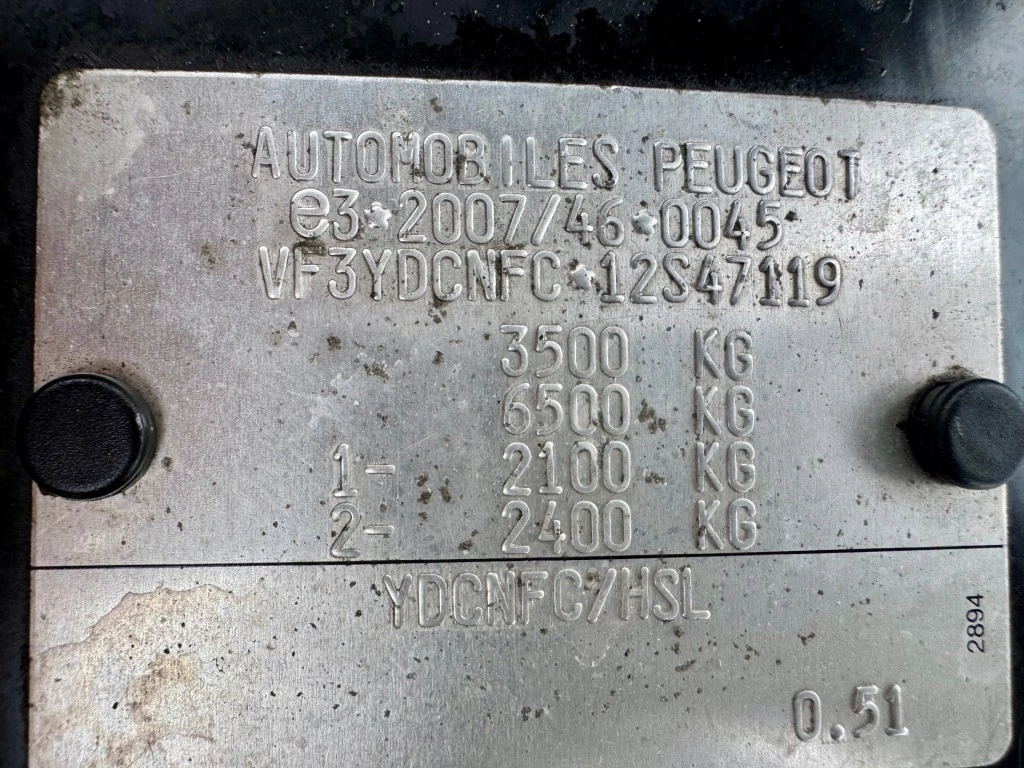 AUTOMOBILES PEUGEOT
e3*2007/46*0045
VF3YDCNFC*12S47119
3500 KG
6500 KG
1- 2100 KG
2- 2400 KG
YDCNFC/HSL
2894
0.51